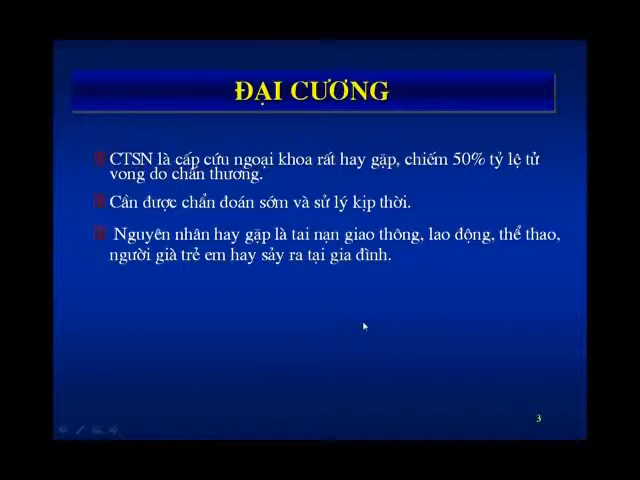 ĐẠI CƯƠNG
CTSN là cấp cứu ngoại khoa rất hay gặp, chiếm 50% tỷ lệ tử
vong do chấn thương.
Cần được chẩn đoán sớm và sử lý kịp thời.
Nguyên nhân hay gặp là tai nạn giao thông, lao động, thể thao,
người già trẻ em hay sảy ra tại gia đình.
3